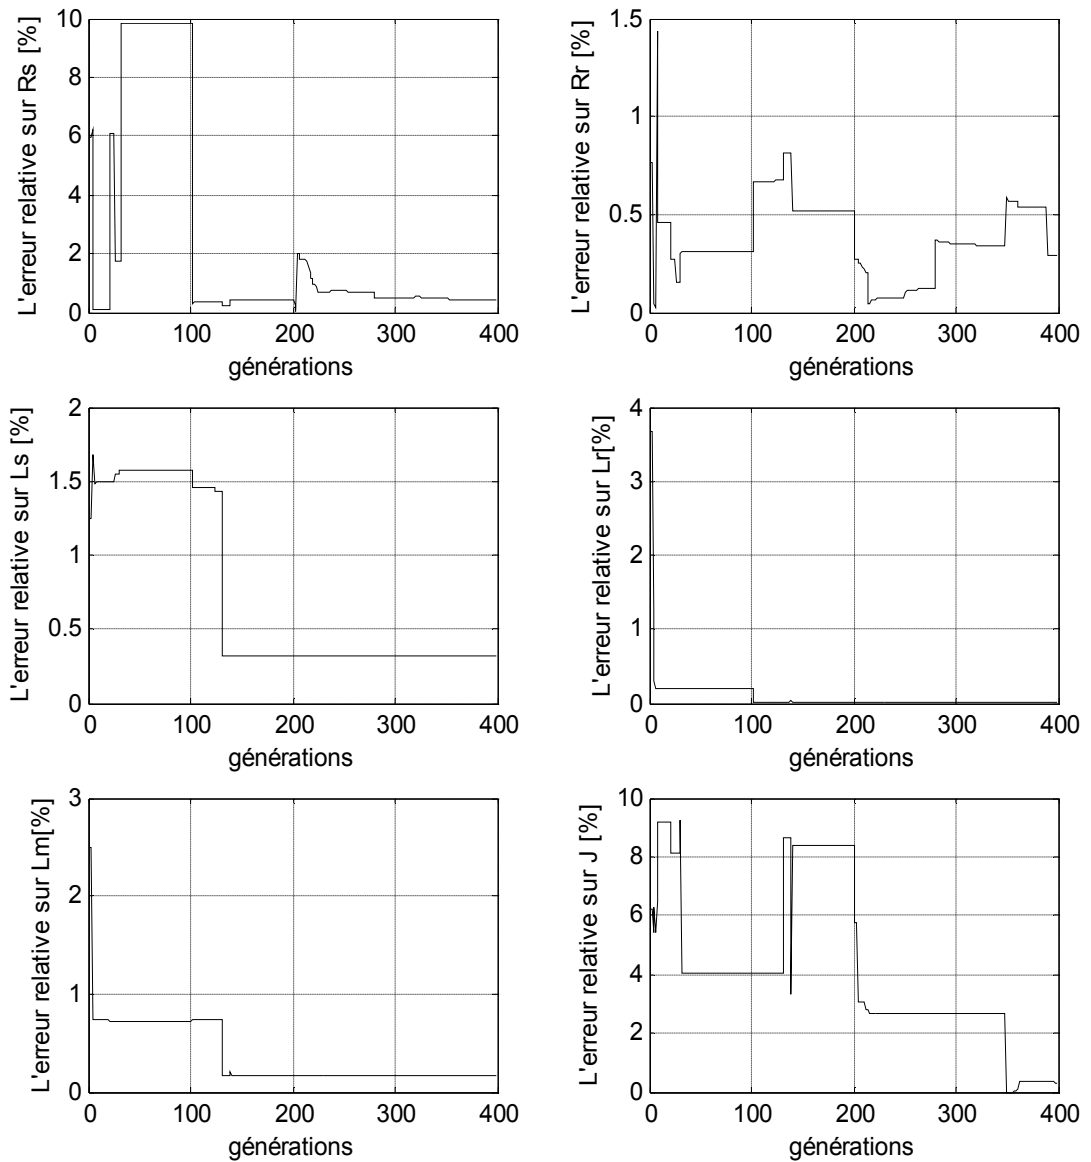 L'erreur relative sur Rs [%]
10
8
6
4
2
0
0 100 200 300 400
générations
L'erreur relative sur Rr [%]
1.5
1
0.5
0
0 100 200 300 400
générations
L'erreur relative sur Ls [%]
2
1.5
1
0.5
0
0 100 200 300 400
générations
L'erreur relative sur Lr[%]
4
3
2
1
0
0 100 200 300 400
générations
L'erreur relative sur Lm[%]
3
2
1
0
0 100 200 300 400
générations
L'erreur relative sur J [%]
10
8
6
4
2
0
0 100 200 300 400
générations